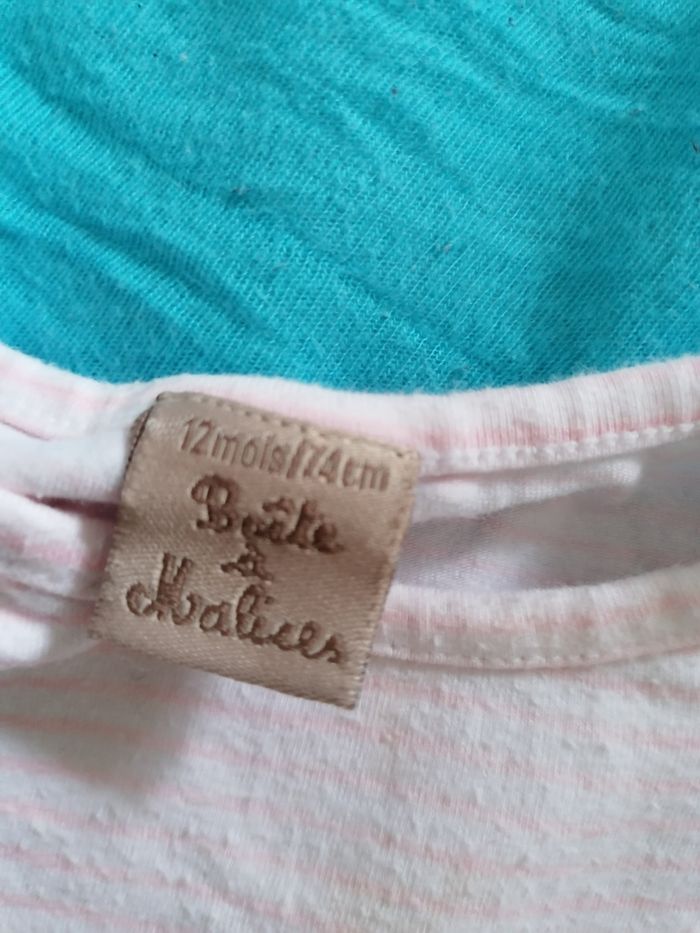 12mois/74cm
Boîte
à
Malices